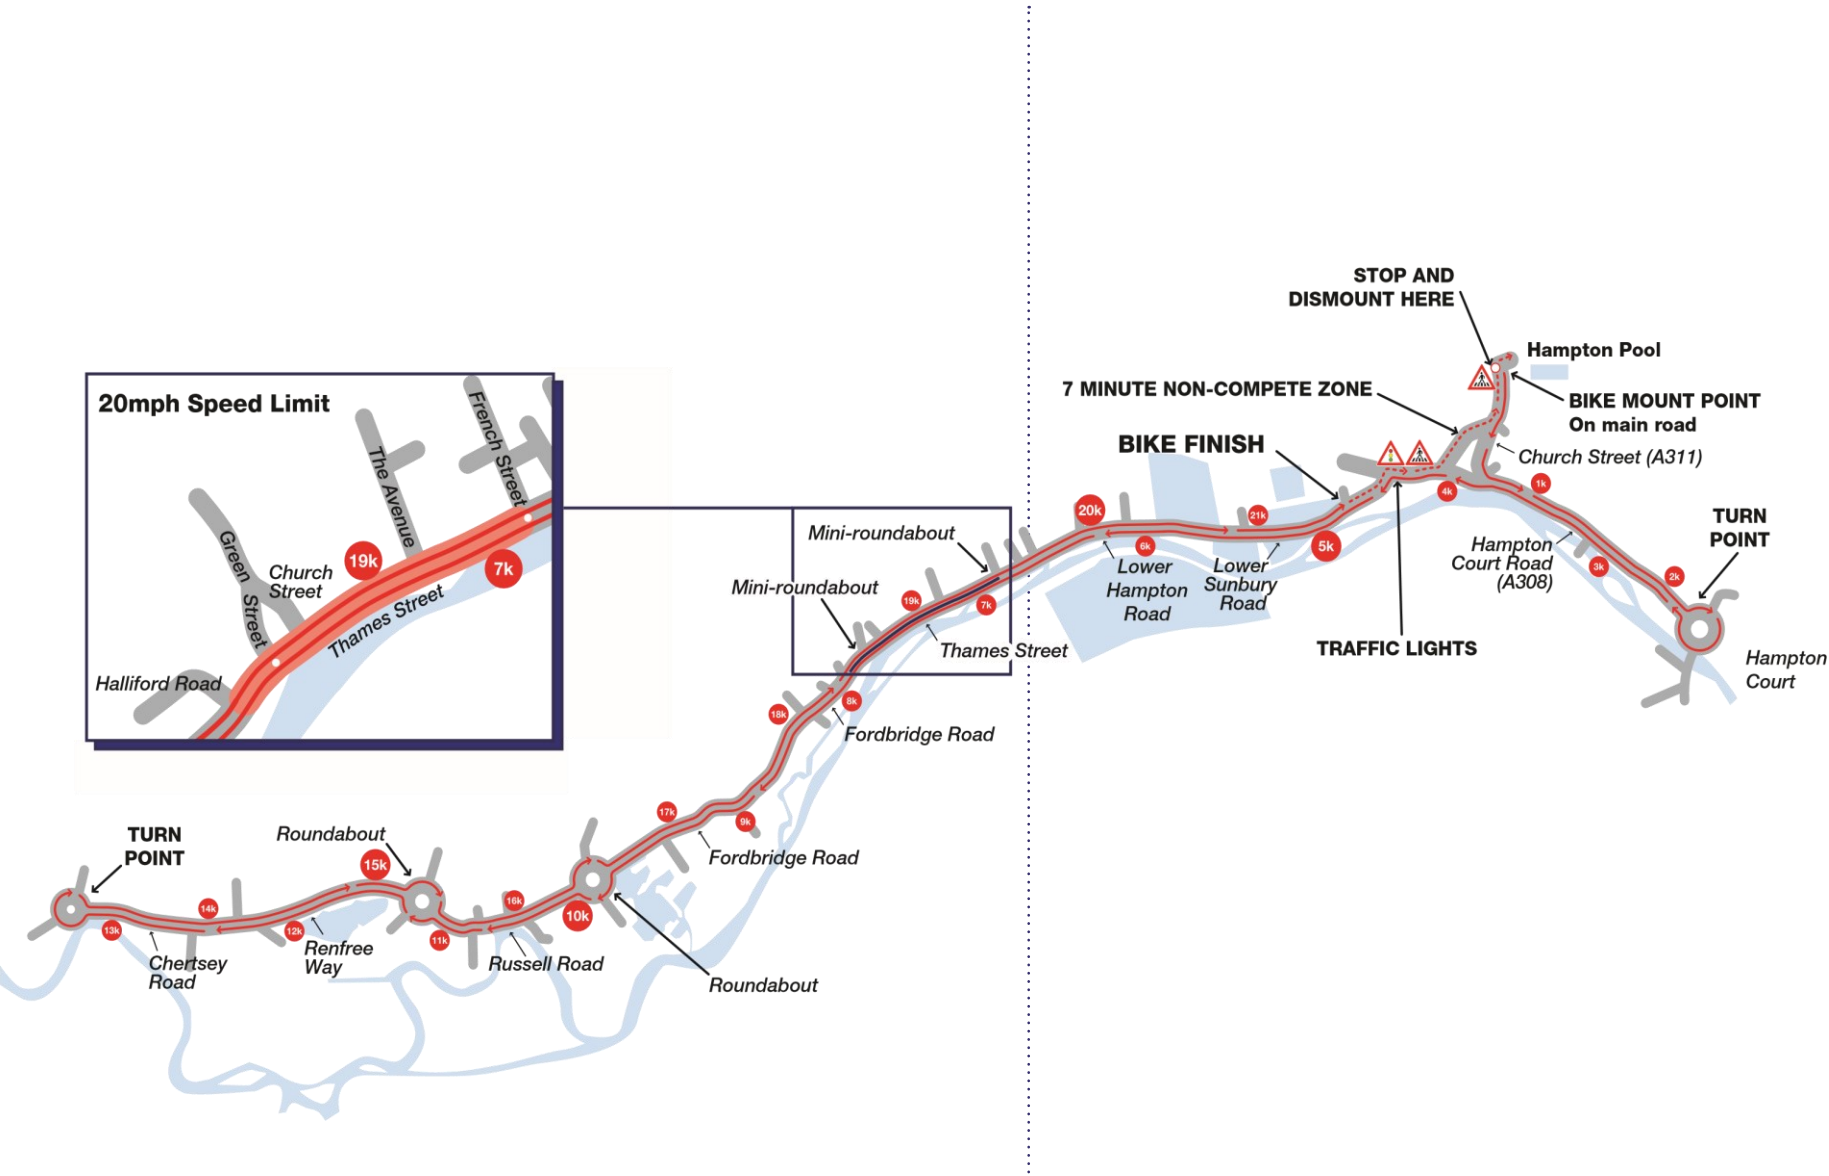 STOP AND
DISMOUNT HERE
Hampton Pool
7 MINUTE NON-COMPETE ZONE
BIKE MOUNT POINT
On main road
BIKE FINISH
Church Street (A311)
20mph Speed Limit
French Street
The Avenue
Green Street
Church
Street
19k
7k
Thames Street
Halliford Road
Mini-roundabout
Mini-roundabout
20k
21k
4k
1k
TURN
POINT
6k
5k
Lower
Hampton
Road
Lower
Sunbury
Road
Hampton
Court Road
(A308)
3k
2k
19k
7k
Thames Street
TRAFFIC LIGHTS
Hampton
Court
8k
18k
Fordbridge Road
17k
9k
Fordbridge Road
TURN
POINT
Roundabout
15k
14k
13k
12k
11k
16k
10k
Chertsey
Road
Renfree
Way
Russell Road
Roundabout